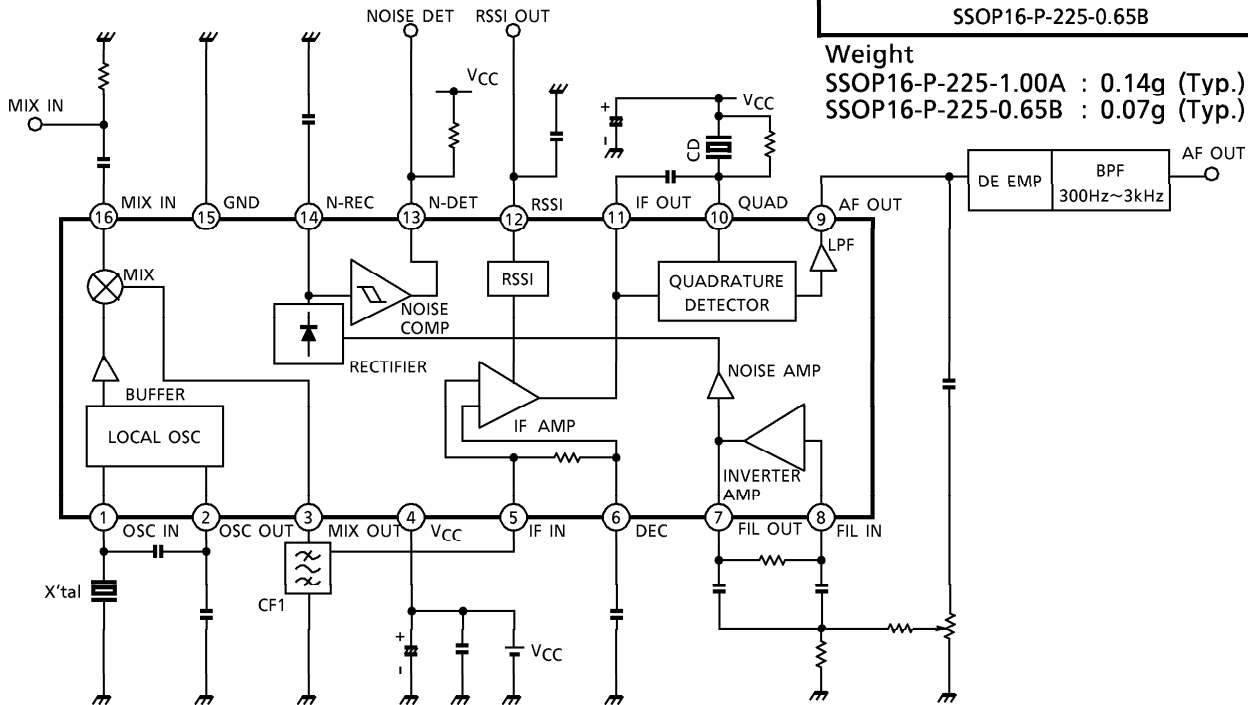 SSOP16-P-225-0.65B
Weight
SSOP16-P-225-1.00A : 0.14g (Typ.)
SSOP16-P-225-0.65B : 0.07g (Typ.)
NOISE DET
RSSI OUT
VCC
MIX IN
+
-
VCC
CD
DE EMP
BPF
300Hz~3kHz
AF OUT
16 MIX IN
15 GND
14 N-REC
13 N-DET
12 RSSI
11 IF OUT
10 QUAD
9 AF OUT
LPF
MIX
RSSI
QUADRATURE
DETECTOR
NOISE
COMP
RECTIFIER
NOISE AMP
BUFFER
LOCAL OSC
IF AMP
INVERTER
AMP
1 OSC IN
2 OSC OUT
3 MIX OUT
4 VCC
5 IF IN
6 DEC
7 FIL OUT
8 FIL IN
X'tal
CF1
+
-
VCC